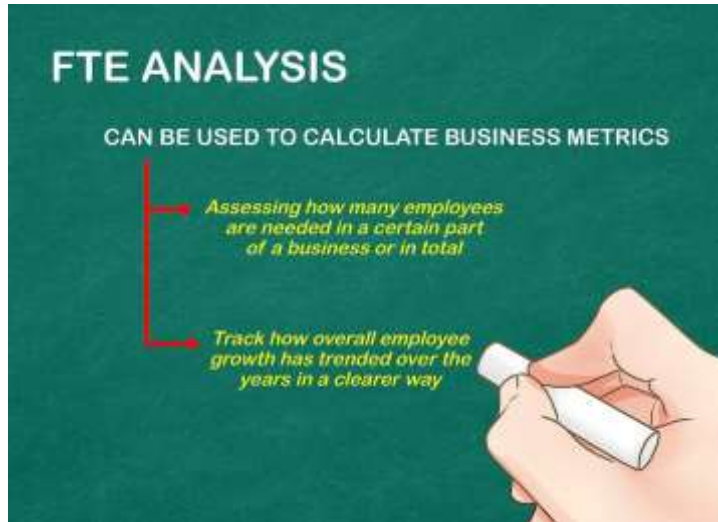 FTE ANALYSIS
CAN BE USED TO CALCULATE BUSINESS METRICS
Assessing how many employees
are needed in a certain part
of a business or in total
Track how overall employee
growth has trended over the
years in a clearer way